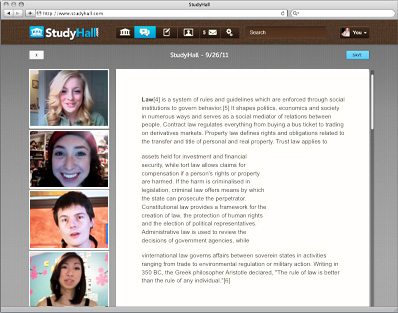 StudyHall
http://www.studyhall.com
StudyHall
$
Search
You
StudyHall - 9/26/11
SAVE
Law[4] is a system of rules and guidelines which are enforced through social
institutions to govern behavior.[5] It shapes politics, economics and society
in numerous ways and serves as a social mediator of relations between
people. Contract law regulates everything from buying a bus ticket to trading
on derivatives markets. Property law defines rights and obligations related to
the transfer and title of personal and real property. Trust law applies to
assets held for investment and financial
security, while tort law allows claims for
compensation if a person's rights or property
are harmed. If the harm is criminalised in
legislation, criminal law offers means by which
the state can prosecute the perpetrator.
Constitutional law provides a framework for the
creation of law, the protection of human rights
and the election of political representatives.
Administrative law is used to review the
decisions of government agencies, while
vinternational law governs affairs between soverein states in activities
ranging from trade to environmental regulation or military action. Writing in
350 BC, the Greek philosopher Aristotle declared, "The rule of law is better
than the rule of any individual."[6]